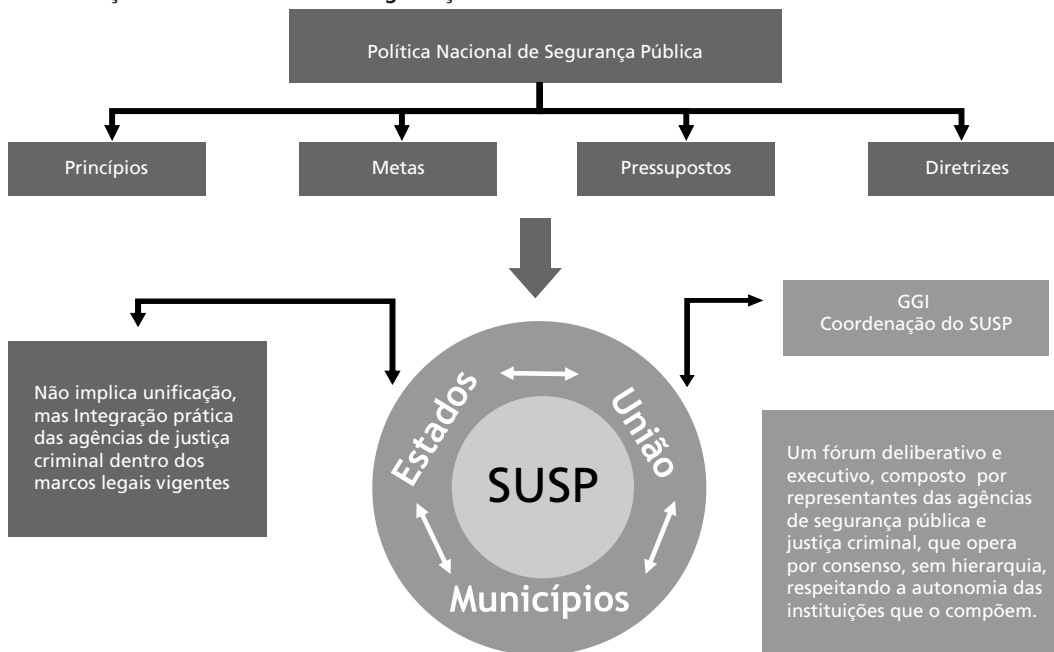 Política Nacional de Segurança Pública
Princípios
Metas
Pressupostos
Diretrizes
GGI
Coordenação do SUSP
Não implica unificação,
mas Integração prática
das agências de justiça
criminal dentro dos
marcos legais vigentes
Estados
União
SUSP
Municípios
Um fórum deliberativo e
executivo, composto por
representantes das agências
de segurança pública e
justiça criminal, que opera
por consenso, sem hierarquia,
respeitando a autonomia das
instituições que o compõem.